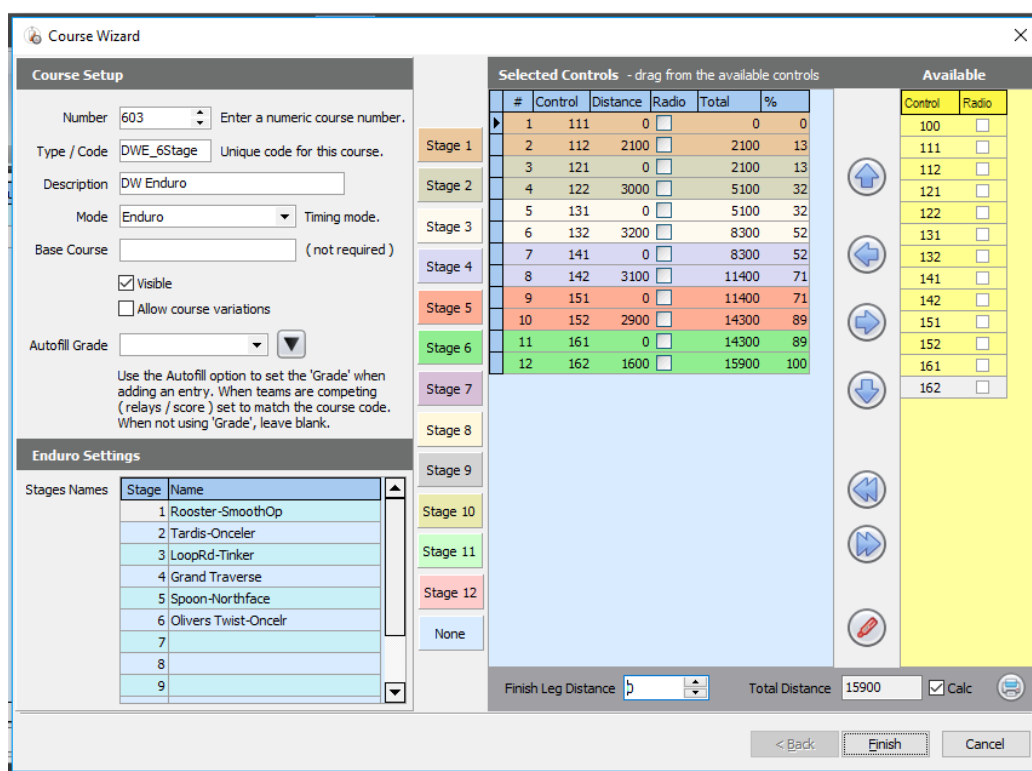 Course Wizard
Course Setup
Number 603 Enter a numeric course number.
Type / Code DWE_6Stage Unique code for this course.
Description DW Enduro
Mode Enduro Timing mode.
Base Course ( not required )
Visible
Allow course variations
Autofill Grade
Use the Autofill option to set the 'Grade' when
adding an entry. When teams are competing
( relays / score ) set to match the course code.
When not using 'Grade', leave blank.
Enduro Settings
Stages Names Stage Name
1 Rooster-SmoothOp
2 Tardis-Onceler
3 LoopRd-Tinker
4 Grand Traverse
5 Spoon-Northface
6 Olivers Twist-Oncelr
7
8
9
Stage 1
Stage 2
Stage 3
Stage 4
Stage 5
Stage 6
Stage 7
Stage 8
Stage 9
Stage 10
Stage 11
Stage 12
None
Selected Controls - drag from the available controls
# Control Distance Radio Total %
1 111 0 0 0
2 112 2100 2100 13
3 121 0 2100 13
4 122 3000 5100 32
5 131 0 5100 32
6 132 3200 8300 52
7 141 0 8300 52
8 142 3100 11400 71
9 151 0 11400 71
10 152 2900 14300 89
11 161 0 14300 89
12 162 1600 15900 100
Finish Leg Distance Total Distance 15900 Calc
Available
Control Radio
100
111
112
121
122
131
132
141
142
151
152
161
162
< Back Finish Cancel